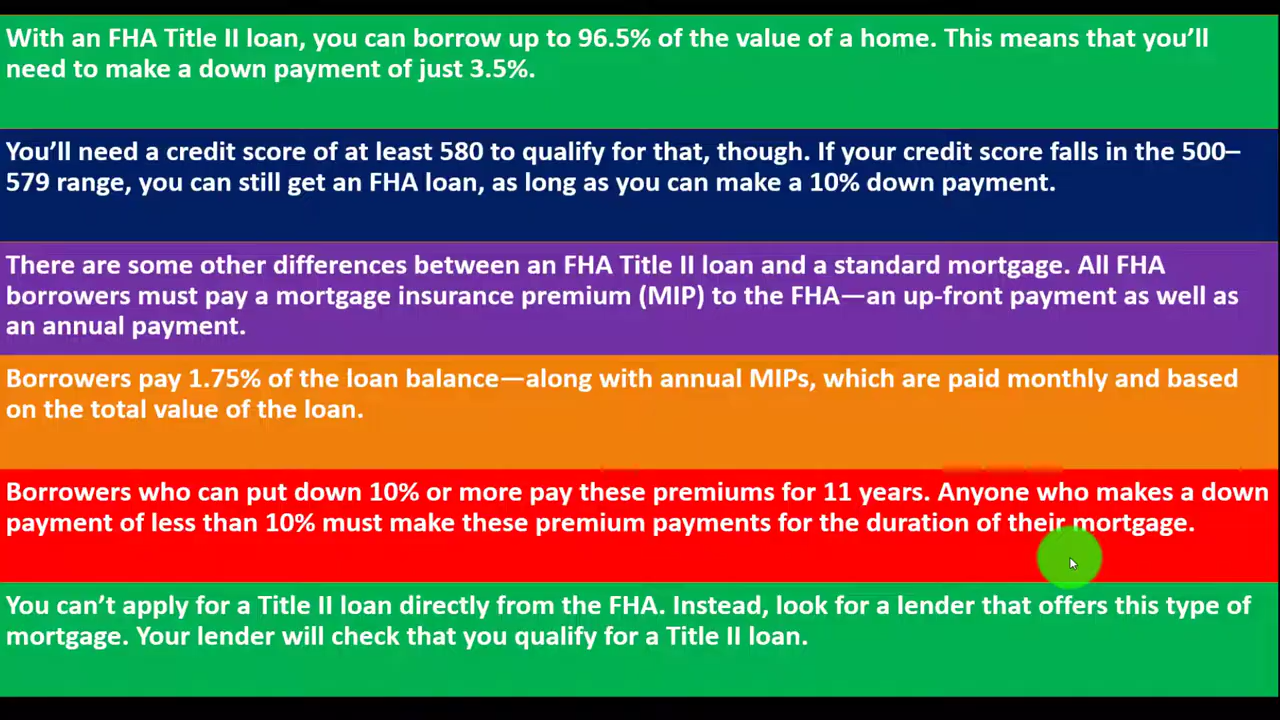 With an FHA Title II loan, you can borrow up to 96.5% of the value of a home. This means that you’ll
need to make a down payment of just 3.5%.
You’ll need a credit score of at least 580 to qualify for that, though. If your credit score falls in the 500–
579 range, you can still get an FHA loan, as long as you can make a 10% down payment.
There are some other differences between an FHA Title II loan and a standard mortgage. All FHA
borrowers must pay a mortgage insurance premium (MIP) to the FHA—an up-front payment as well as
an annual payment.
Borrowers pay 1.75% of the loan balance—along with annual MIPs, which are paid monthly and based
on the total value of the loan.
Borrowers who can put down 10% or more pay these premiums for 11 years. Anyone who makes a down
payment of less than 10% must make these premium payments for the duration of their mortgage.
You can’t apply for a Title II loan directly from the FHA. Instead, look for a lender that offers this type of
mortgage. Your lender will check that you qualify for a Title II loan.